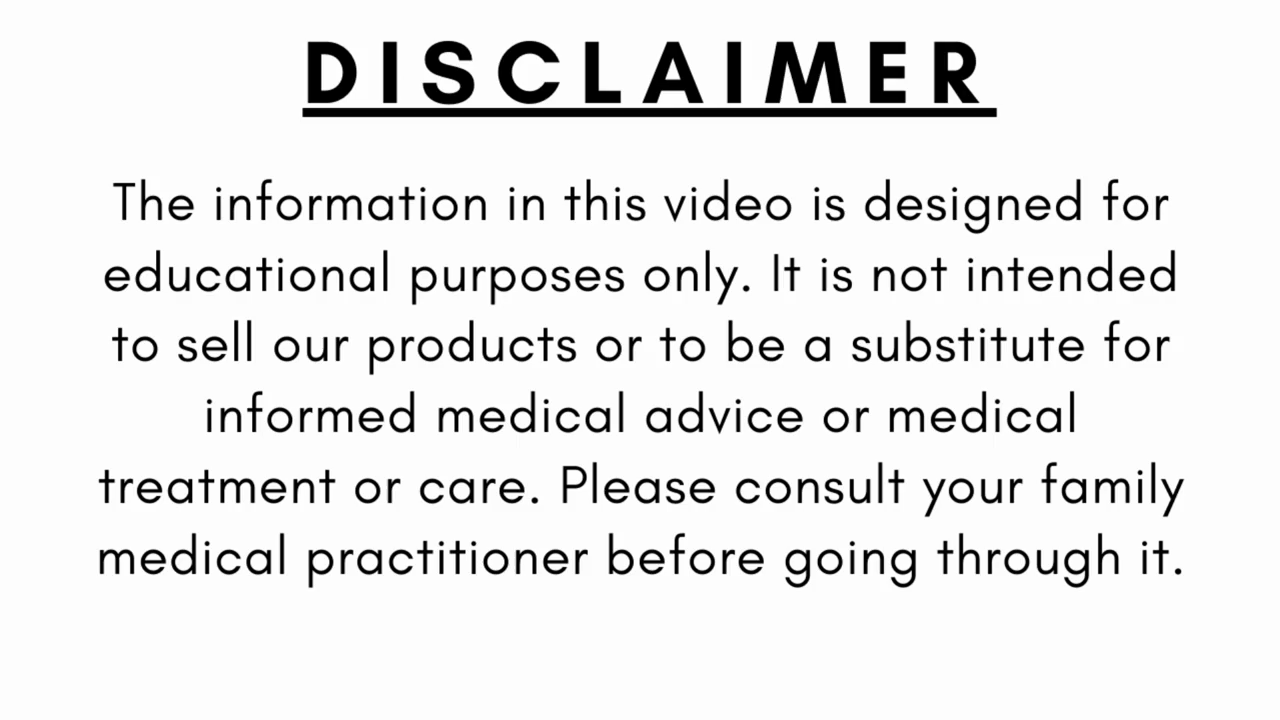 DISCLAIMER
The information in this video is designed for
educational purposes only. It is not intended
to sell our products or to be a substitute for
informed medical advice or medical
treatment or care. Please consult your family
medical practitioner before going through it.